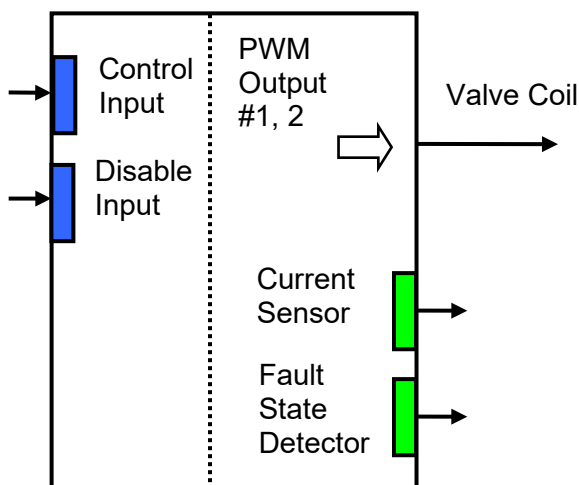 Control
Input
Disable
Input
PWM
Output
#1, 2
Valve Coil
Current
Sensor
Fault
State
Detector